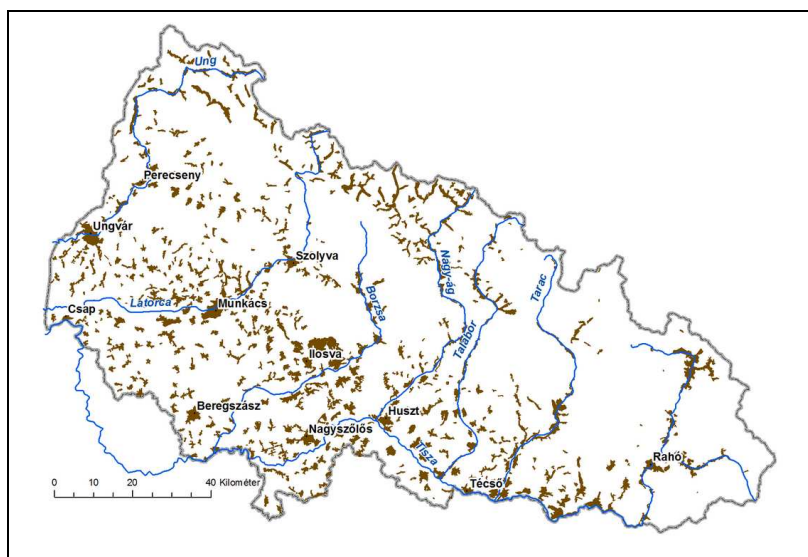 Ung
Perecseny
Ungvár
Szolyva
Nagy-ág
Tarac
Borzsa
Latorca
Munkács
Csap
Talabor
Ilosva
Beregszász
Huszt
Nagyszőlős
Tisza
Rahó
Técső
0 10 20 40 Kilométer